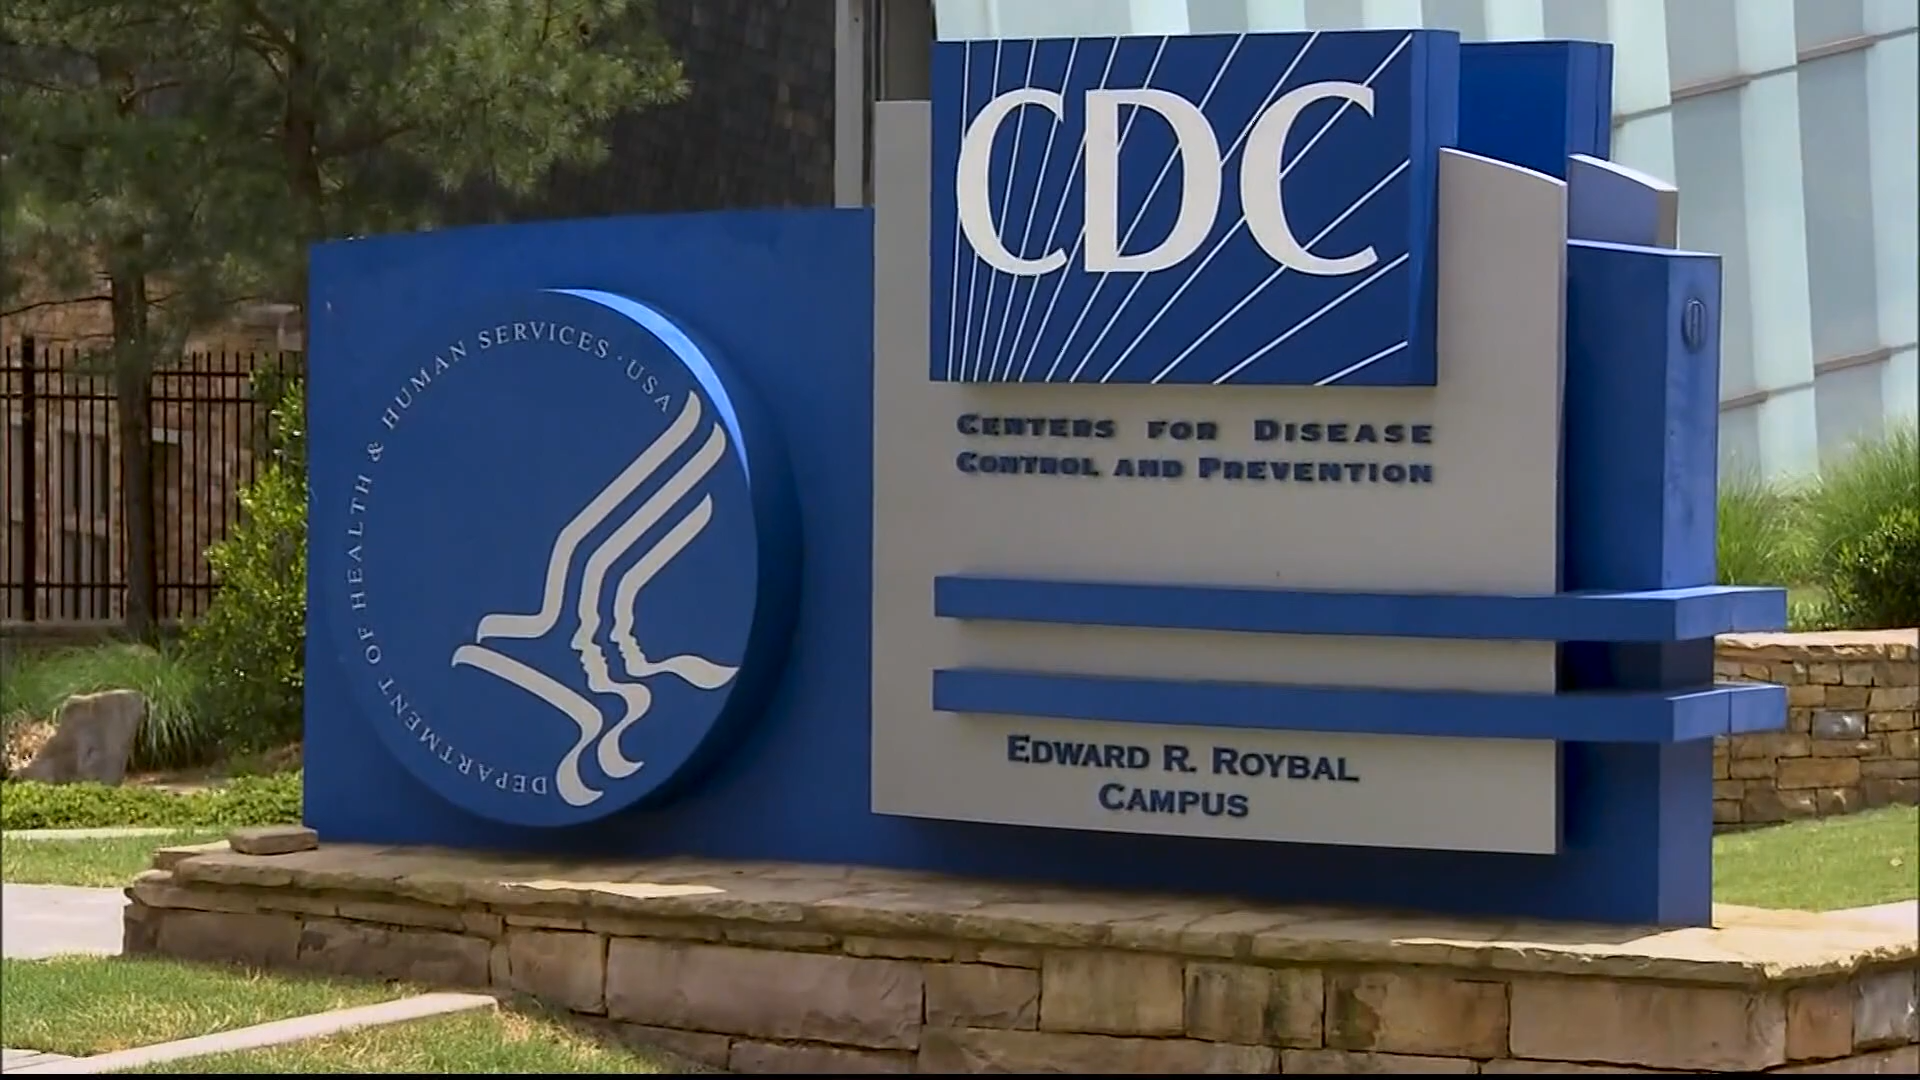 DEPARTMENT OF HEALTH & HUMAN SERVICES · USA
CDC
CENTERS FOR DISEASE
CONTROL AND PREVENTION
EDWARD R. ROYBAL
CAMPUS